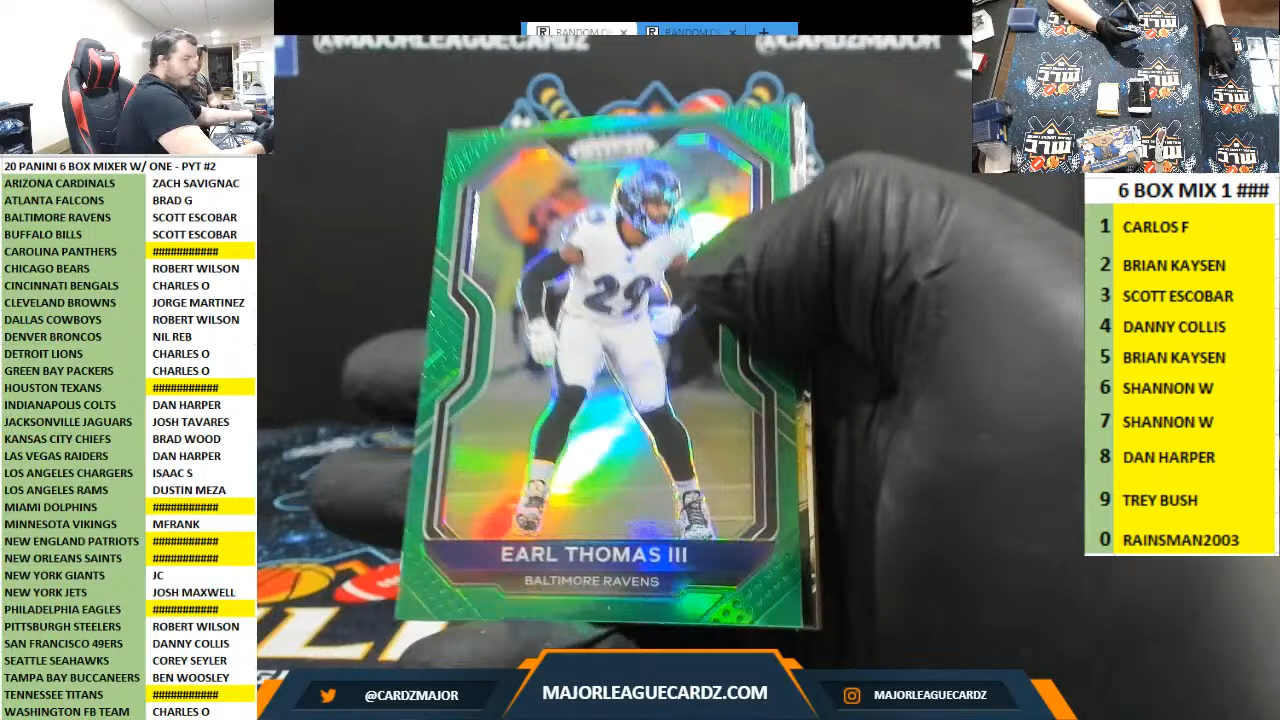 RANDOM.OR × RANDOM.OR × +
@MAJORLEAGUECARDZ @CARDZMAJOR
20 PANINI 6 BOX MIXER W/ ONE - PYT #2
ARIZONA CARDINALS ZACH SAVIGNAC
ATLANTA FALCONS BRAD G
BALTIMORE RAVENS SCOTT ESCOBAR
BUFFALO BILLS SCOTT ESCOBAR
CAROLINA PANTHERS ###########
CHICAGO BEARS ROBERT WILSON
CINCINNATI BENGALS CHARLES O
CLEVELAND BROWNS JORGE MARTINEZ
DALLAS COWBOYS ROBERT WILSON
DENVER BRONCOS NIL REB
DETROIT LIONS CHARLES O
GREEN BAY PACKERS CHARLES O
HOUSTON TEXANS ###########
INDIANAPOLIS COLTS DAN HARPER
JACKSONVILLE JAGUARS JOSH TAVARES
KANSAS CITY CHIEFS BRAD WOOD
LAS VEGAS RAIDERS DAN HARPER
LOS ANGELES CHARGERS ISAAC S
LOS ANGELES RAMS DUSTIN MEZA
MIAMI DOLPHINS ###########
MINNESOTA VIKINGS MFRANK
NEW ENGLAND PATRIOTS ###########
NEW ORLEANS SAINTS ###########
NEW YORK GIANTS JC
NEW YORK JETS JOSH MAXWELL
PHILADELPHIA EAGLES ###########
PITTSBURGH STEELERS ROBERT WILSON
SAN FRANCISCO 49ERS DANNY COLLIS
SEATTLE SEAHAWKS COREY SEYLER
TAMPA BAY BUCCANEERS BEN WOOSLEY
TENNESSEE TITANS ###########
WASHINGTON FB TEAM CHARLES O
29
EARL THOMAS III
BALTIMORE RAVENS
6 BOX MIX 1 ###
1 CARLOS F
2 BRIAN KAYSEN
3 SCOTT ESCOBAR
4 DANNY COLLIS
5 BRIAN KAYSEN
6 SHANNON W
7 SHANNON W
8 DAN HARPER
9 TREY BUSH
0 RAINSMAN2003
@CARDZMAJOR
MAJORLEAGUECARDZ.COM
MAJORLEAGUECARDZ